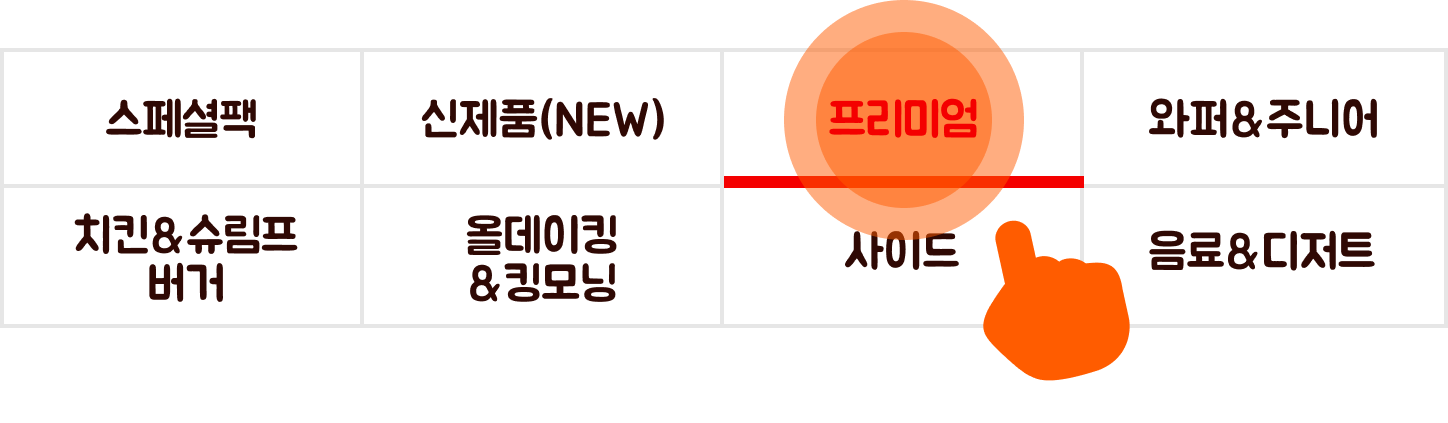 스페셜팩
신제품(NEW)
프리미엄
와퍼&주니어
치킨&슈림프
버거
올데이킹
&킹모닝
사이드
음료&디저트